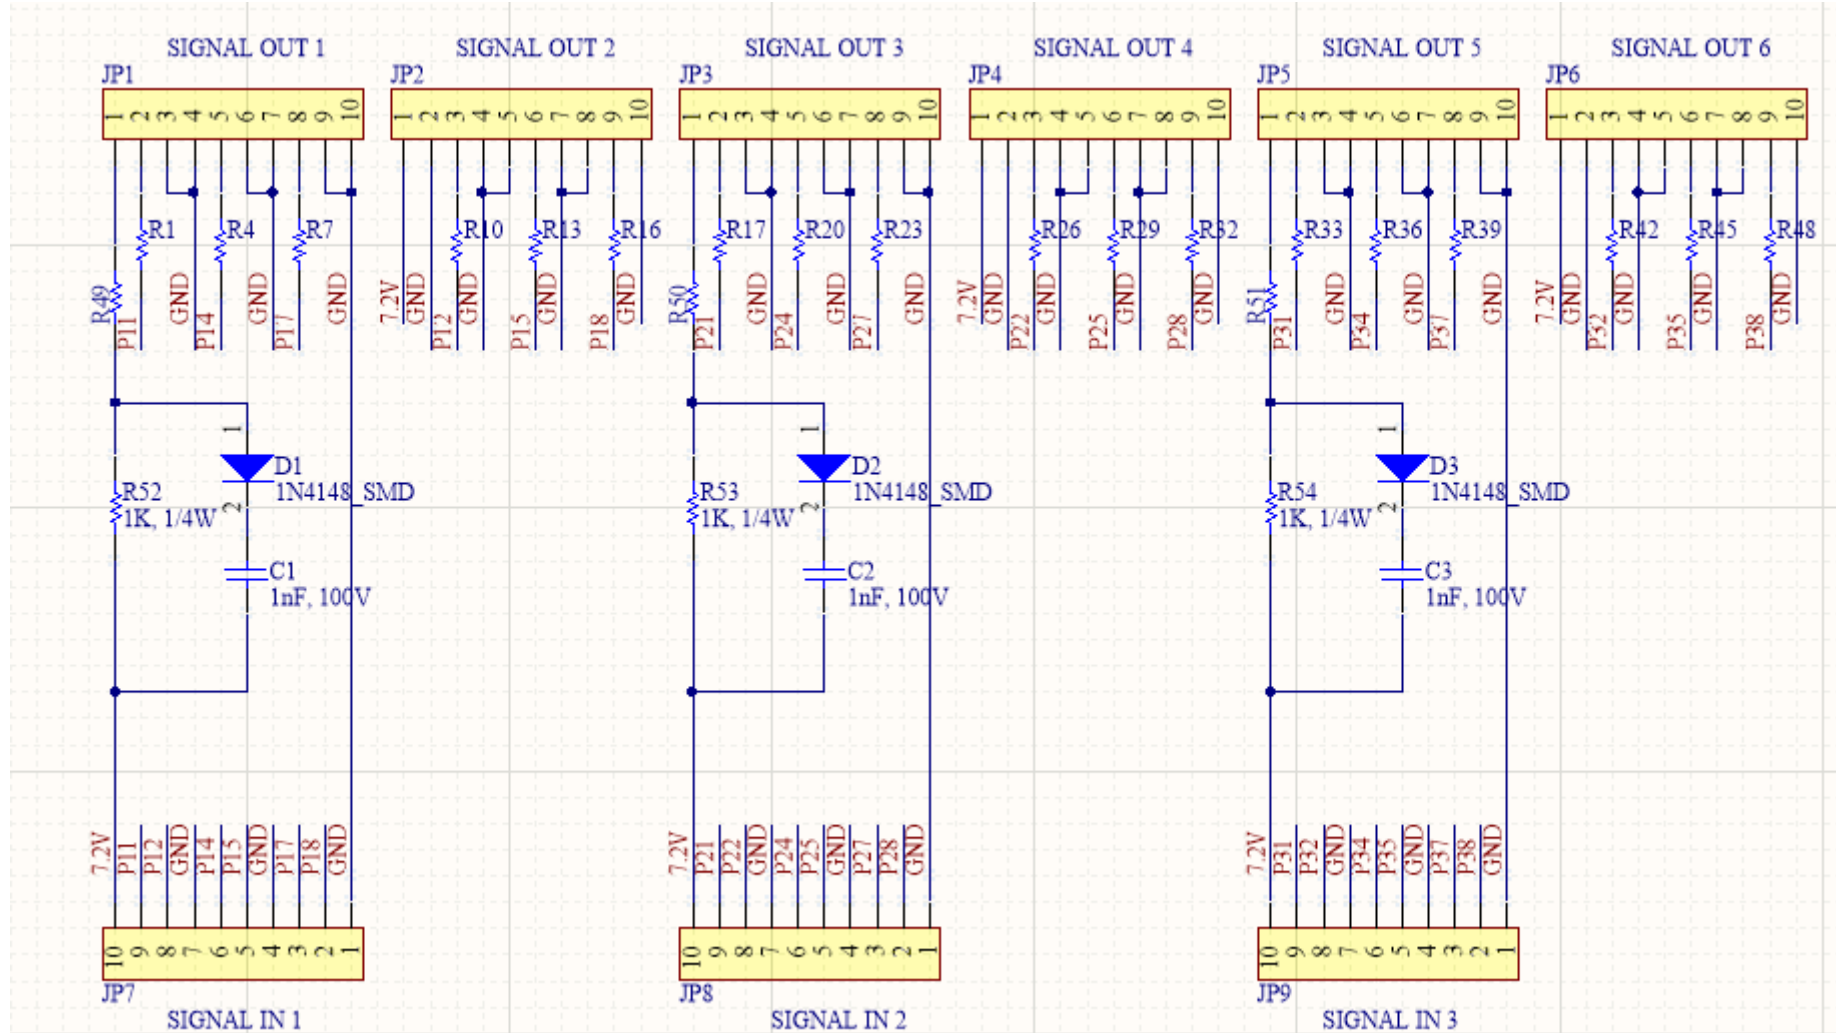 SIGNAL OUT 1 SIGNAL OUT 2 SIGNAL OUT 3 SIGNAL OUT 4 SIGNAL OUT 5 SIGNAL OUT 6
JP1 JP2 JP3 JP4 JP5 JP6
1 2 3 4 5 6 7 8 9 10 1 2 3 4 5 6 7 8 9 10 1 2 3 4 5 6 7 8 9 10 1 2 3 4 5 6 7 8 9 10 1 2 3 4 5 6 7 8 9 10 1 2 3 4 5 6 7 8 9 10
R1 R4 R7 R10 R13 R16 R17 R20 R23 R26 R29 R32 R33 R36 R39 R42 R45 R48
R49 P11 GND P14 GND P17 GND 7.2V GND P12 GND P15 P18 GND R50 P21 GND P24 GND P27 GND 7.2V GND P22 P25 GND P28 GND R51 P31 GND P34 GND P37 GND 7.2V GND P32 GND P35 GND P38 GND
1 1 1
D1 D2 D3
R52 2 1N4148_SMD R53 2 1N4148_SMD R54 2 1N4148_SMD
1K, 1/4W 1K, 1/4W 1K, 1/4W
C1 C2 C3
1nF, 100V 1nF, 100V 1nF, 100V
7.2V P11 P12 GND P14 P15 GND P17 P18 GND 7.2V P21 P22 GND P24 P25 GND P27 P28 GND 7.2V P31 P32 GND P34 P35 GND P37 P38 GND
10 9 8 7 6 5 4 3 2 1 10 9 8 7 6 5 4 3 2 1 10 9 8 7 6 5 4 3 2 1
JP7 JP8 JP9
SIGNAL IN 1 SIGNAL IN 2 SIGNAL IN 3